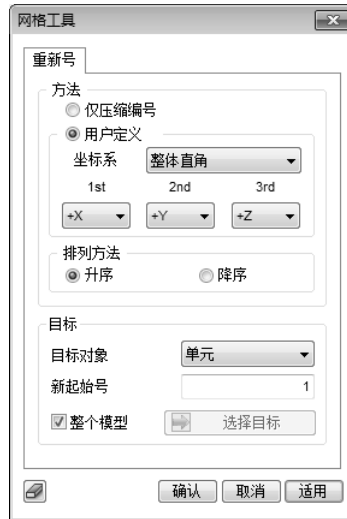 网格工具
重新号
方法
仅压缩编号
用户定义
坐标系 整体直角
1st 2nd 3rd
+X +Y +Z
排列方法
升序 降序
目标
目标对象 单元
新起始号 1
整个模型 选择目标
确认 取消 适用